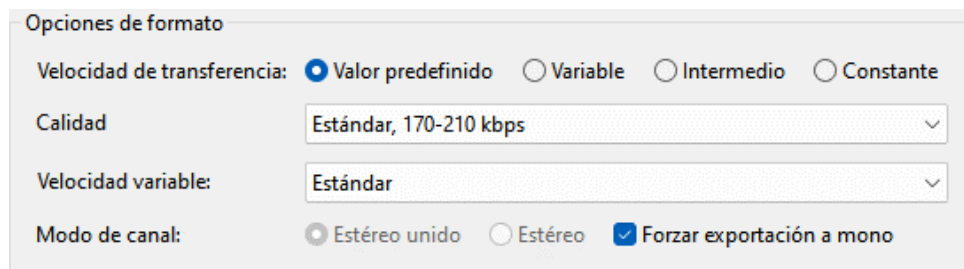 Opciones de formato
Velocidad de transferencia: Valor predefinido Variable Intermedio Constante
Calidad Estándar, 170-210 kbps
Velocidad variable: Estándar
Modo de canal: Estéreo unido Estéreo Forzar exportación a mono